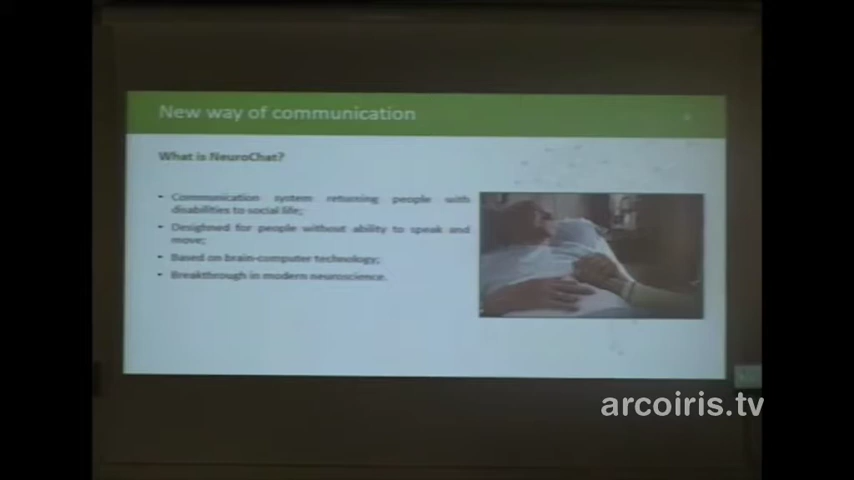 New way of communication
What is NeuroChat?
• Communication system returning people with
disabilities to social life;
• Designed for people without ability to speak and
move;
• Based on brain-computer technology;
• Breakthrough in modern neuroscience.
arcoiris.tv